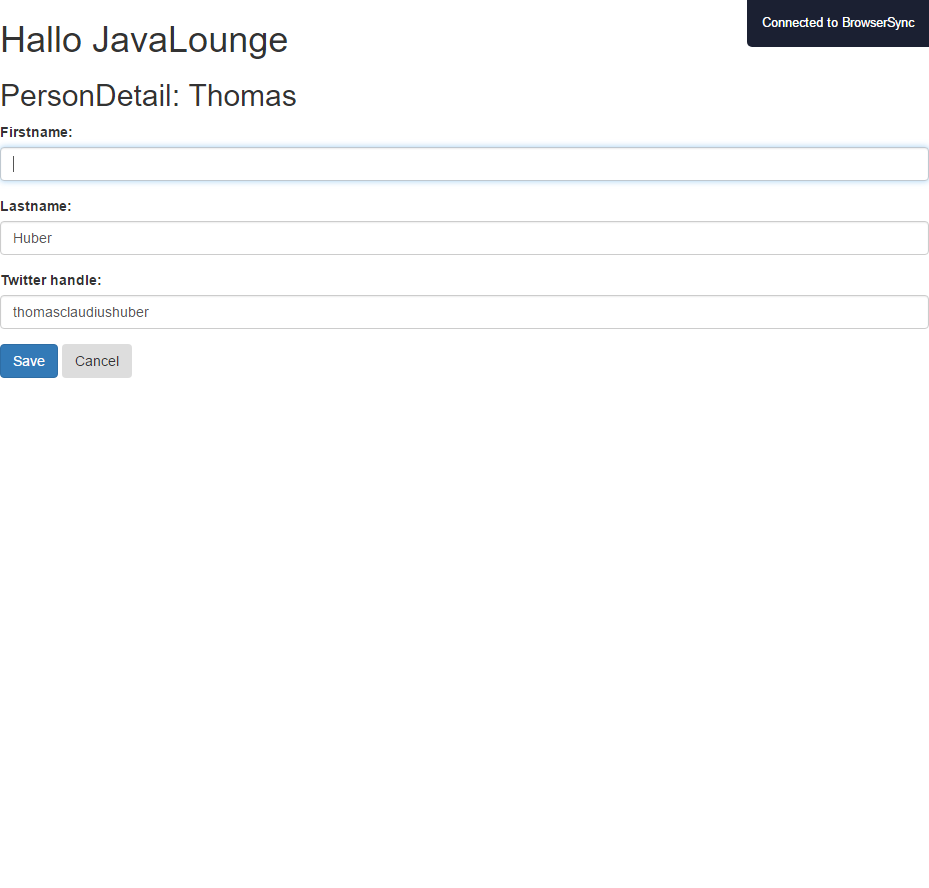 Connected to BrowserSync
Hallo JavaLounge
PersonDetail: Thomas
Firstname:
Lastname:
Huber
Twitter handle:
thomasclaudiushuber
Save Cancel